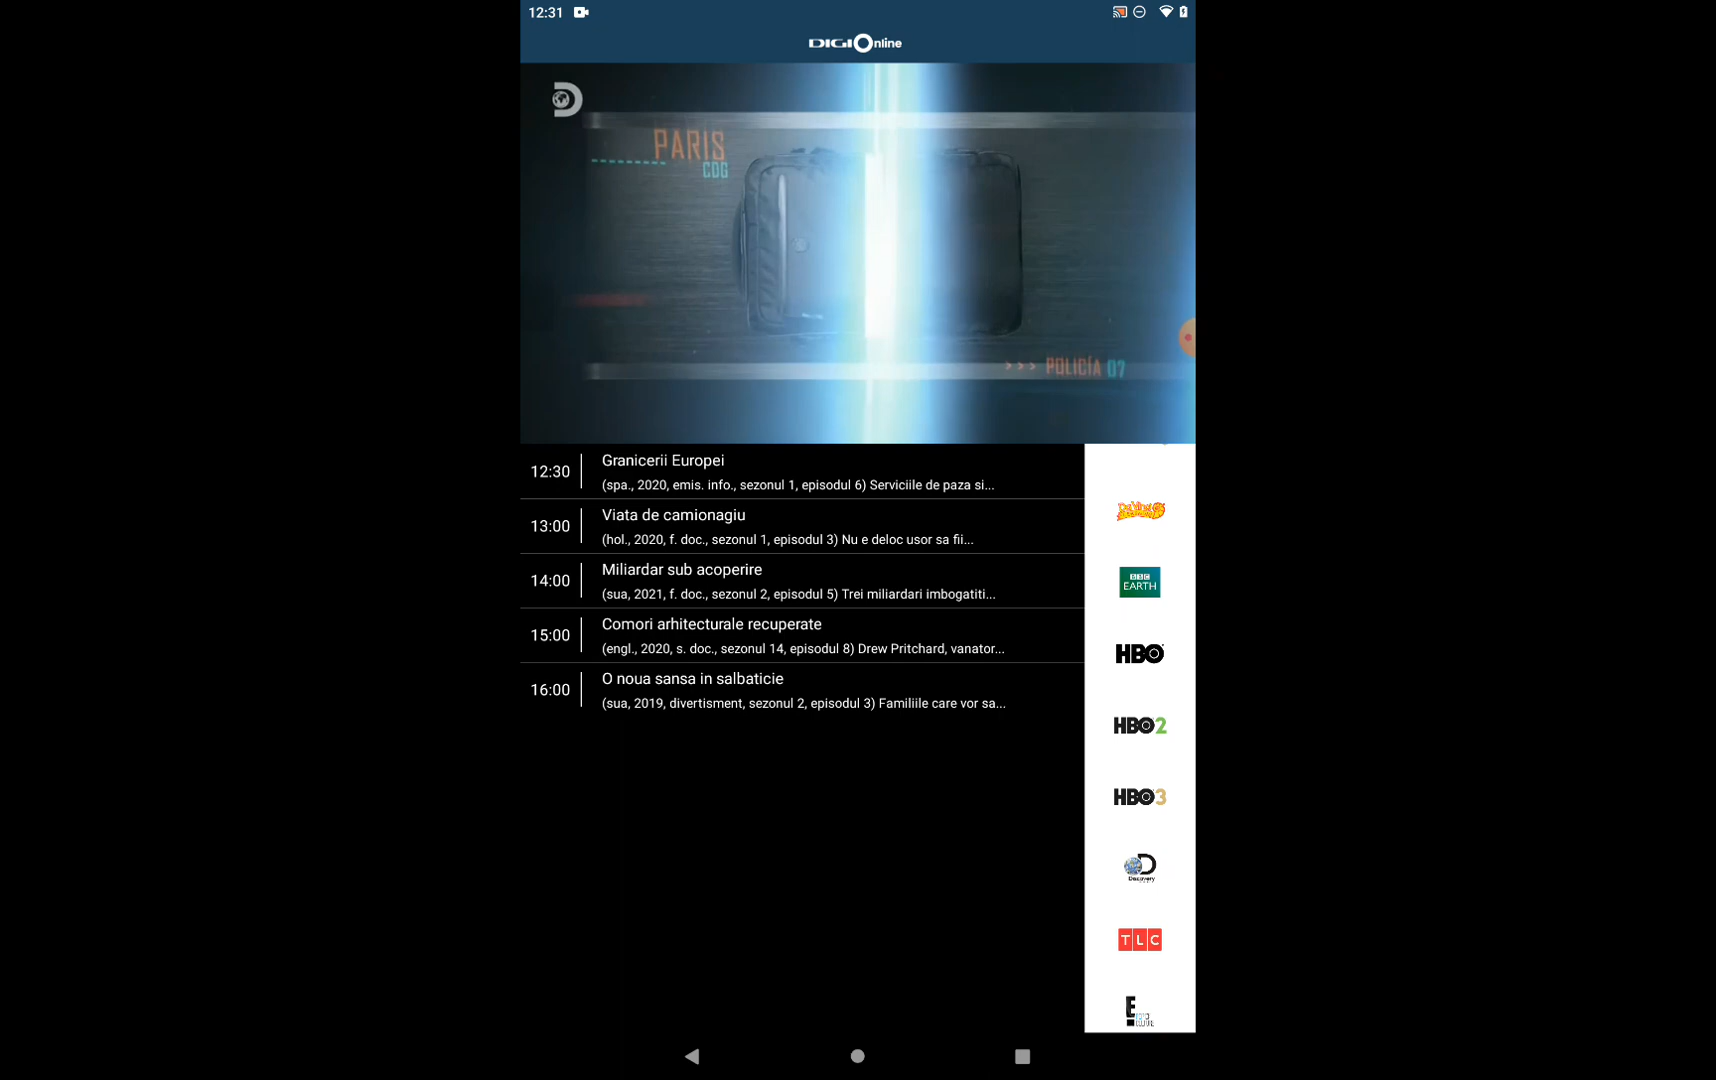 12:31
DIGI Online
PARIS
CDG
>>> POLICÍA 07
12:30
Granicerii Europei
(spa., 2020, emis. info., sezonul 1, episodul 6) Serviciile de paza si...
13:00
Viata de camionagiu
(hol., 2020, f. doc., sezonul 1, episodul 3) Nu e deloc usor sa fii...
14:00
Miliardar sub acoperire
(sua, 2021, f. doc., sezonul 2, episodul 5) Trei miliardari imbogatiti...
15:00
Comori arhitecturale recuperate
(engl., 2020, s. doc., sezonul 14, episodul 8) Drew Pritchard, vanator...
16:00
O noua sansa in salbaticie
(sua, 2019, divertisment, sezonul 2, episodul 3) Familiile care vor sa...
BBC
EARTH
HBO
HBO2
HBO3
Discovery
TLC
E!